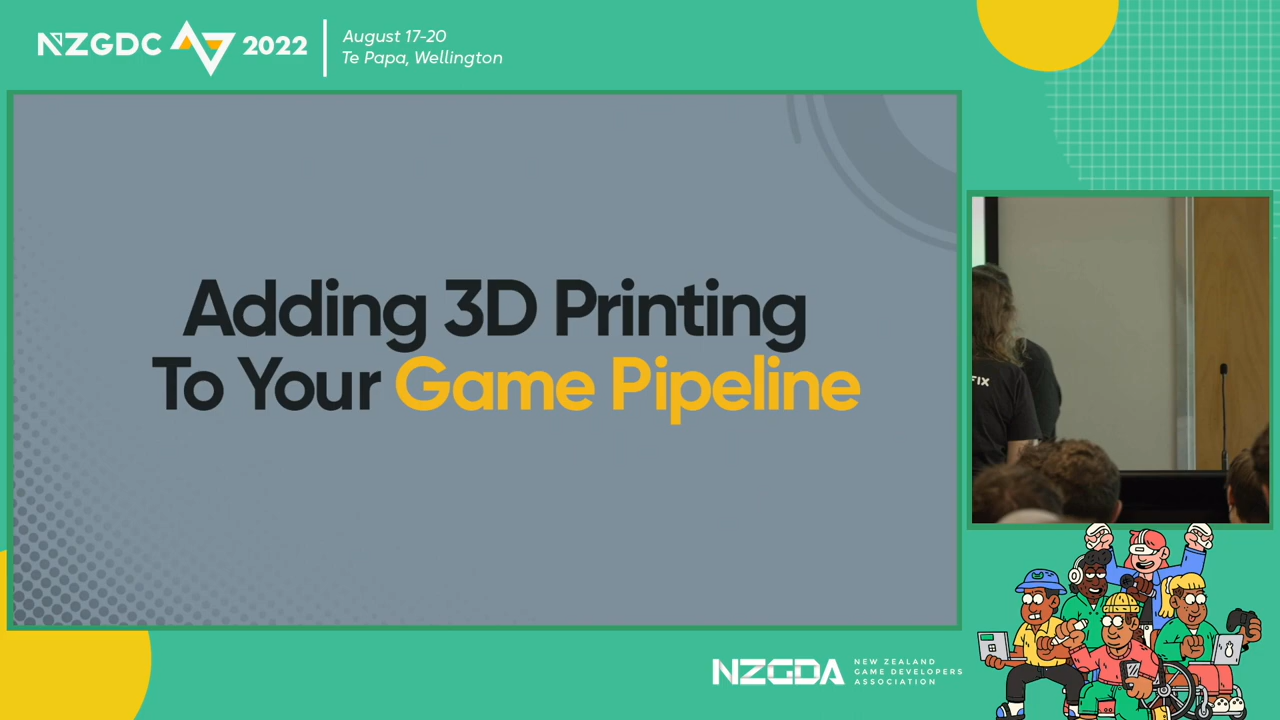 NZGDC 2022
August 17-20
Te Papa, Wellington
Adding 3D Printing
To Your Game Pipeline
FIX
NZGDA
NEW ZEALAND
GAME DEVELOPERS
ASSOCIATION